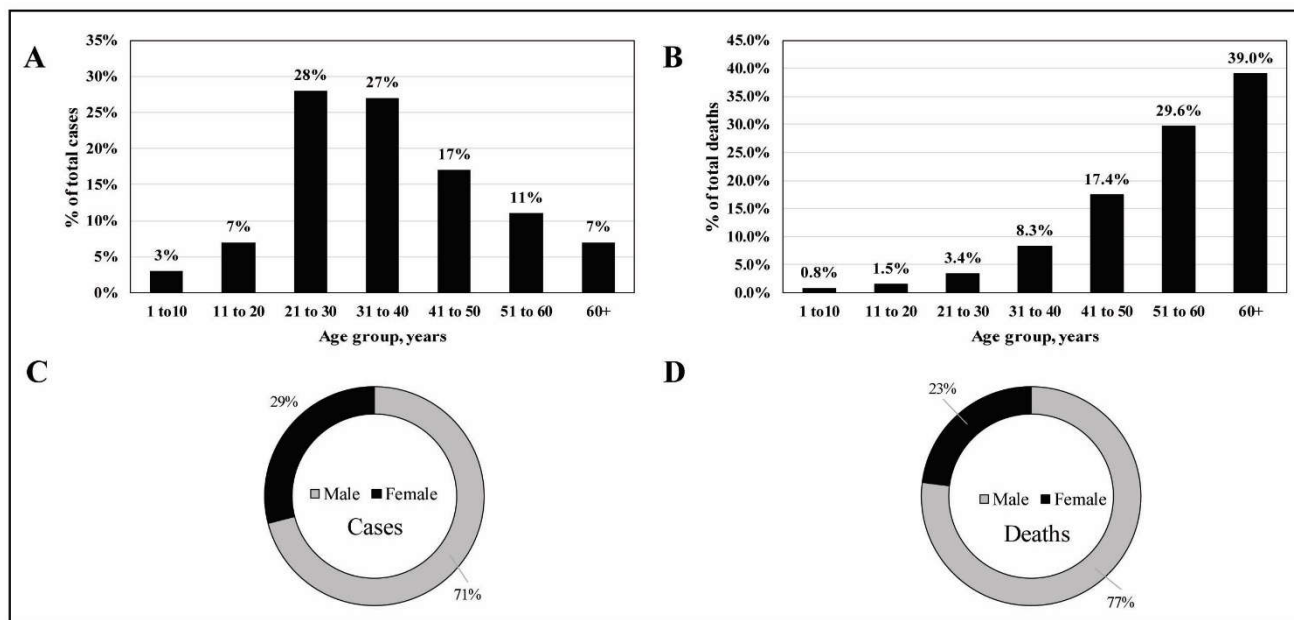 A
% of total cases
35%
30%
25%
20%
15%
10%
5%
0%
3%
7%
28%
27%
17%
11%
7%
1 to10
11 to 20
21 to 30
31 to 40
41 to 50
51 to 60
60+
Age group, years
B
% of total deaths
45.0%
40.0%
35.0%
30.0%
25.0%
20.0%
15.0%
10.0%
5.0%
0.0%
0.8%
1.5%
3.4%
8.3%
17.4%
29.6%
39.0%
1 to10
11 to 20
21 to 30
31 to 40
41 to 50
51 to 60
60+
Age group, years
C
29%
Male Female
Cases
71%
D
23%
Male Female
Deaths
77%